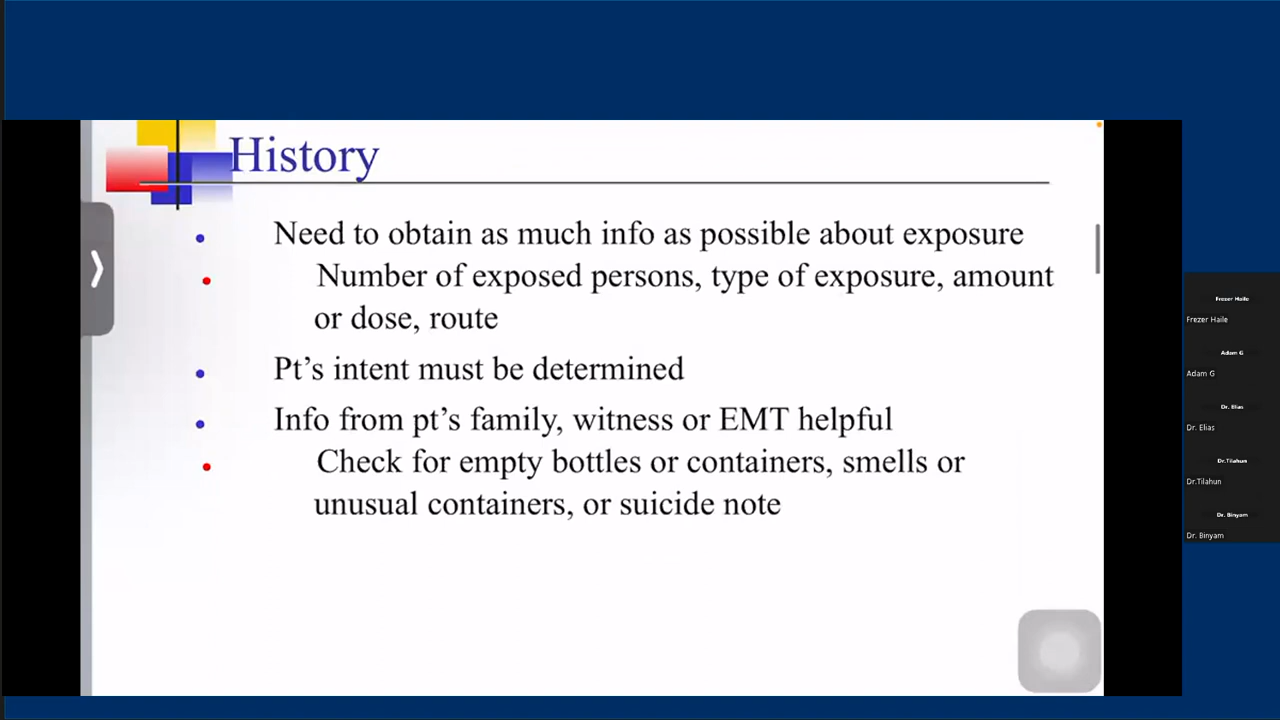 History
Need to obtain as much info as possible about exposure
Number of exposed persons, type of exposure, amount
or dose, route
Pt's intent must be determined
Info from pt's family, witness or EMT helpful
Check for empty bottles or containers, smells or
unusual containers, or suicide note
Frezer Haile
Frezer Haile
Adam G
Adam G
Dr. Elias
Dr. Elias
Dr.Tilahun
Dr.Tilahun
Dr. Binyam
Dr. Binyam